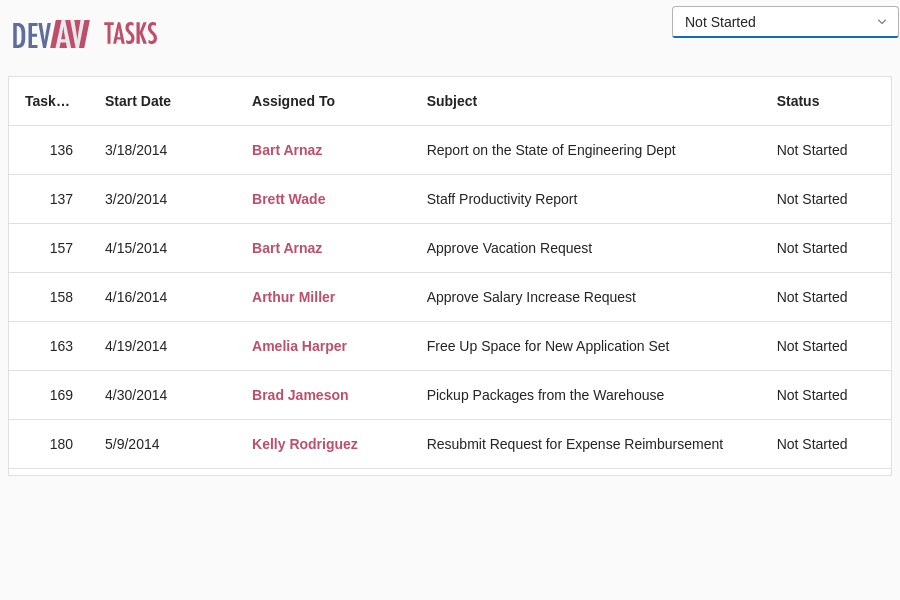 DEVAV TASKS
Not Started
Task… Start Date Assigned To Subject Status
136 3/18/2014 Bart Arnaz Report on the State of Engineering Dept Not Started
137 3/20/2014 Brett Wade Staff Productivity Report Not Started
157 4/15/2014 Bart Arnaz Approve Vacation Request Not Started
158 4/16/2014 Arthur Miller Approve Salary Increase Request Not Started
163 4/19/2014 Amelia Harper Free Up Space for New Application Set Not Started
169 4/30/2014 Brad Jameson Pickup Packages from the Warehouse Not Started
180 5/9/2014 Kelly Rodriguez Resubmit Request for Expense Reimbursement Not Started